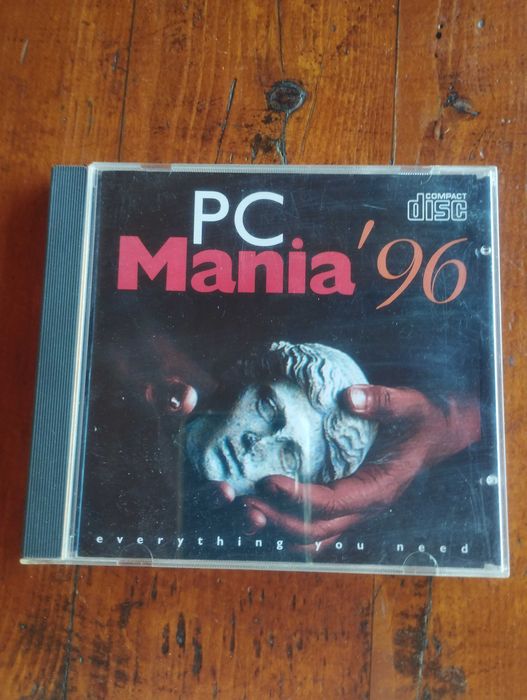 PC
COMPACT
disc
Mania '96
everything you need